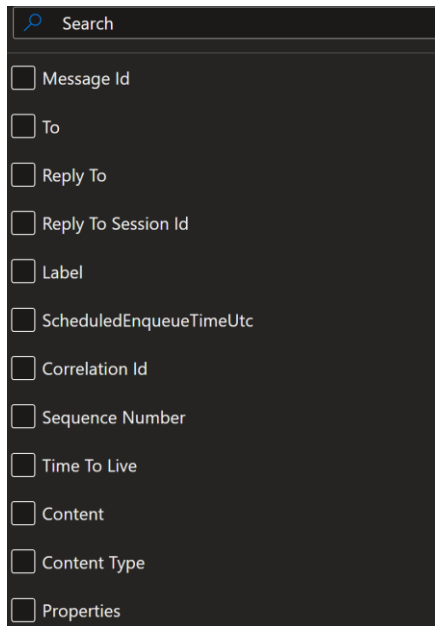 Search
Message Id
To
Reply To
Reply To Session Id
Label
ScheduledEnqueueTimeUtc
Correlation Id
Sequence Number
Time To Live
Content
Content Type
Properties